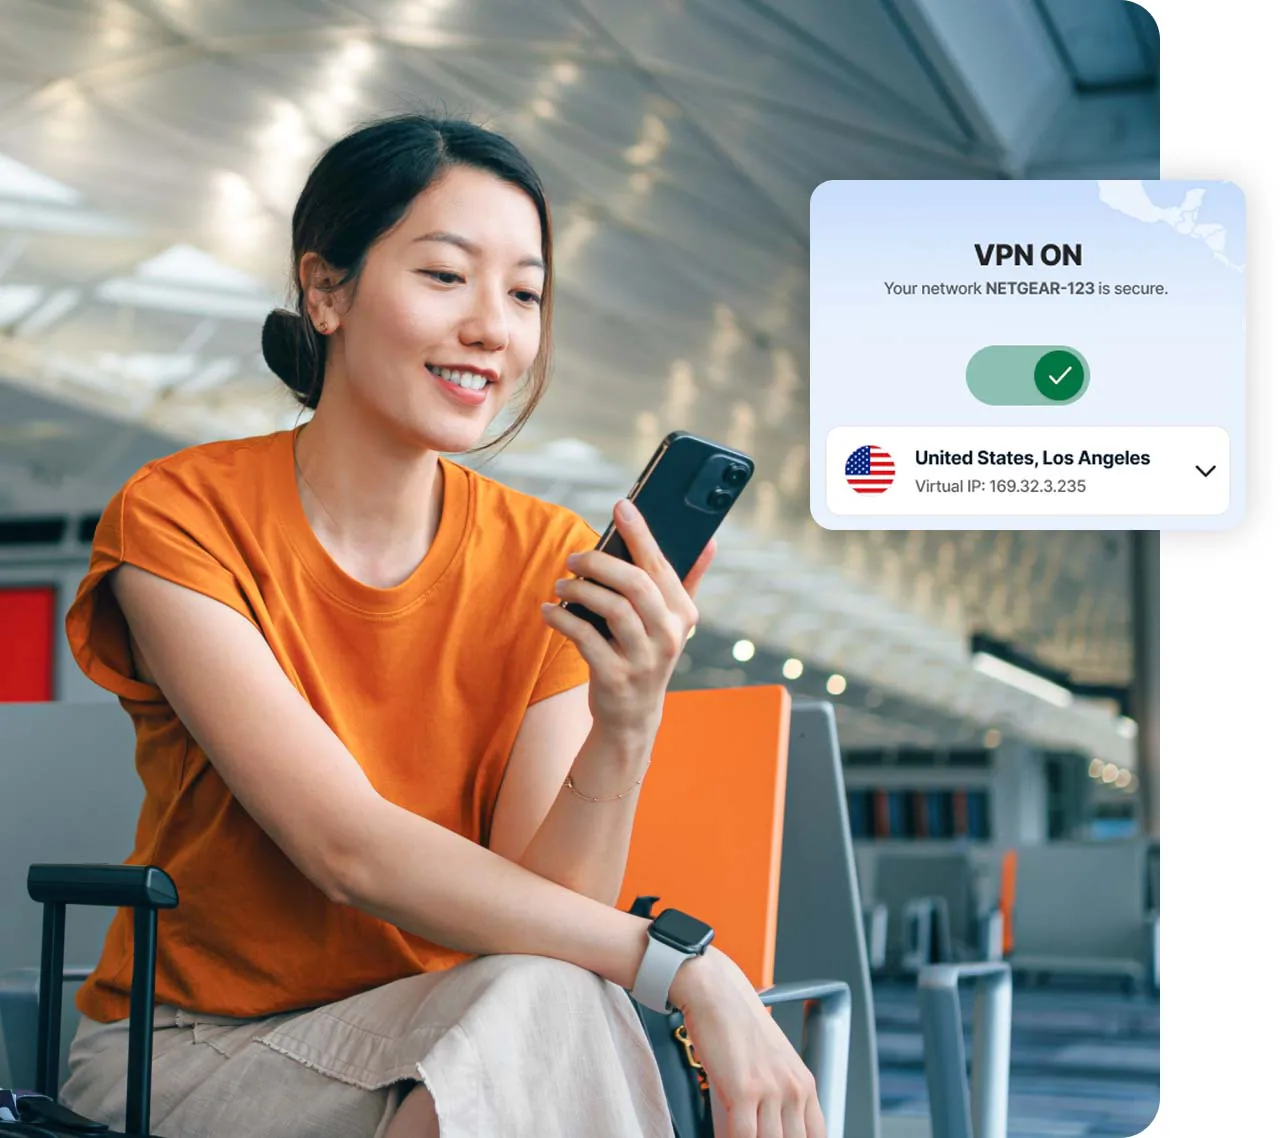 VPN ON
Your network NETGEAR-123 is secure.
United States, Los Angeles
Virtual IP: 169.32.3.235